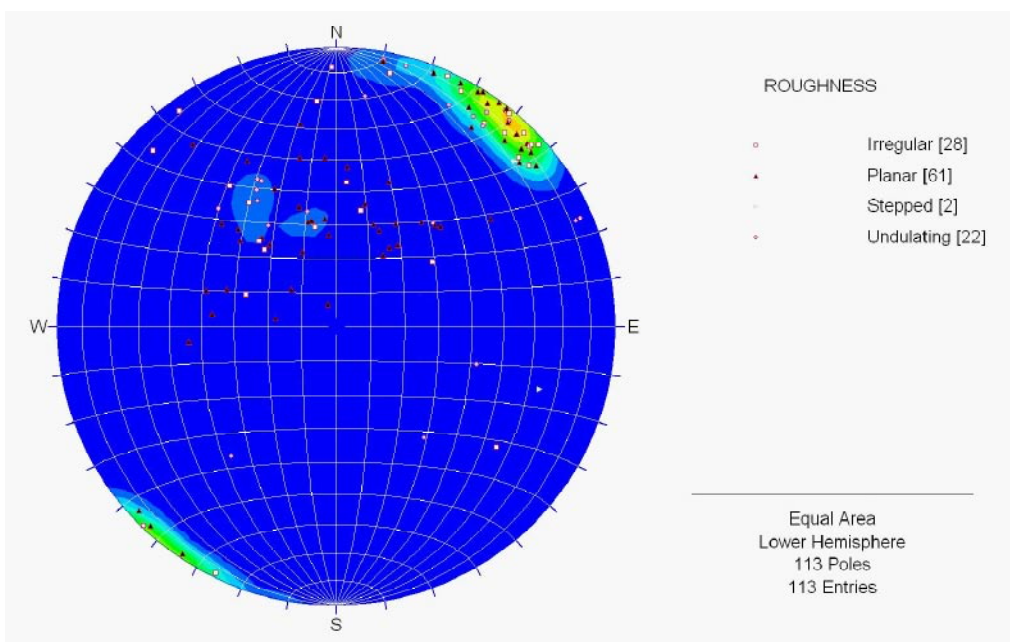 N
ROUGHNESS
Irregular [28]
Planar [61]
Stepped [2]
Undulating [22]
W
E
Equal Area
Lower Hemisphere
113 Poles
113 Entries
S